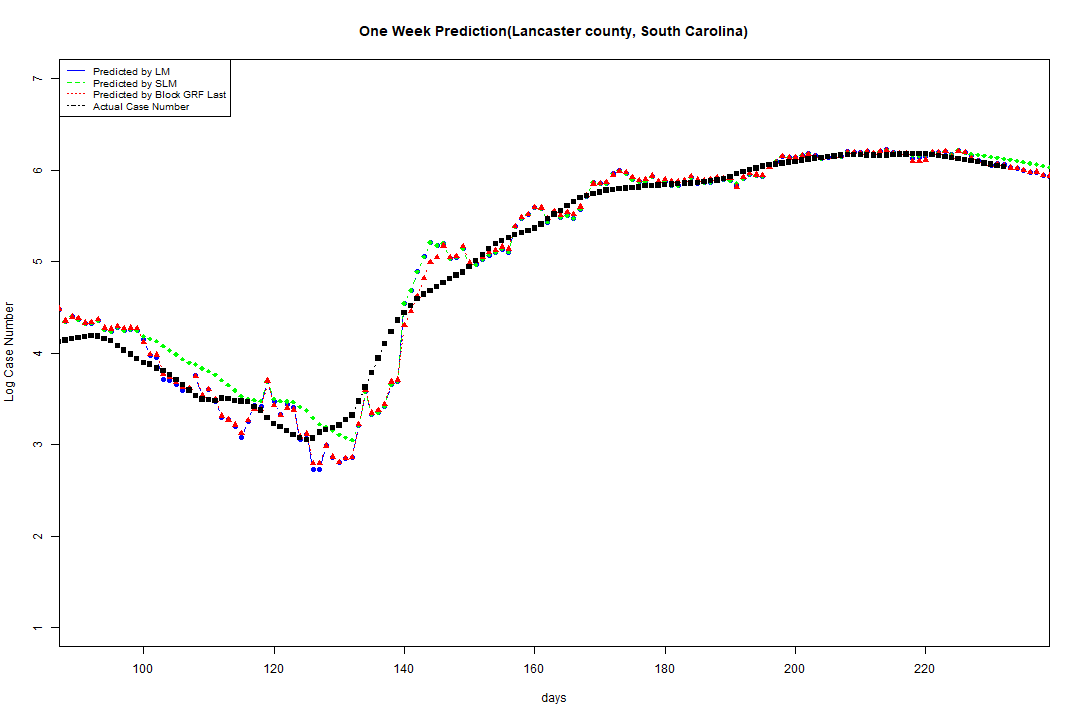 One Week Prediction(Lancaster county, South Carolina)
Predicted by LM
Predicted by SLM
Predicted by Block GRF Last
Actual Case Number
7
6
5
4
3
2
1
Log Case Number
100 120 140 160 180 200 220
days